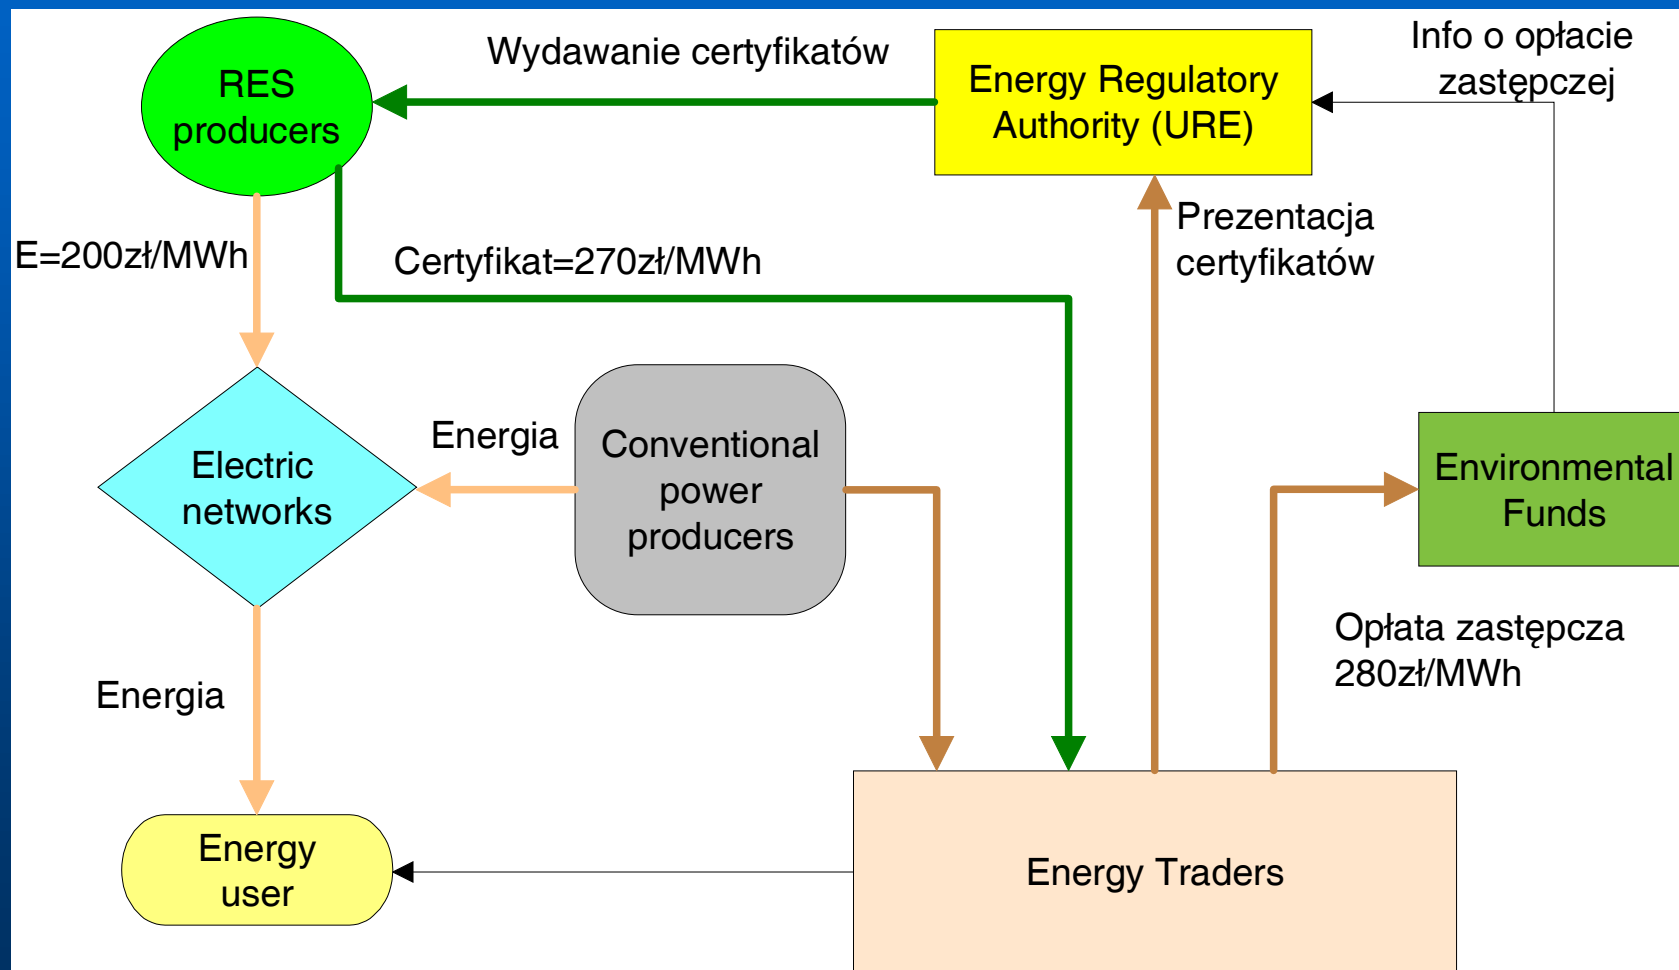 RES
producers
Wydawanie certyfikatów
Energy Regulatory
Authority (URE)
Info o opłacie
zastępczej
E=200zł/MWh
Certyfikat=270zł/MWh
Prezentacja
certyfikatów
Electric
networks
Energia
Conventional
power
producers
Environmental
Funds
Opłata zastępcza
280zł/MWh
Energia
Energy
user
Energy Traders